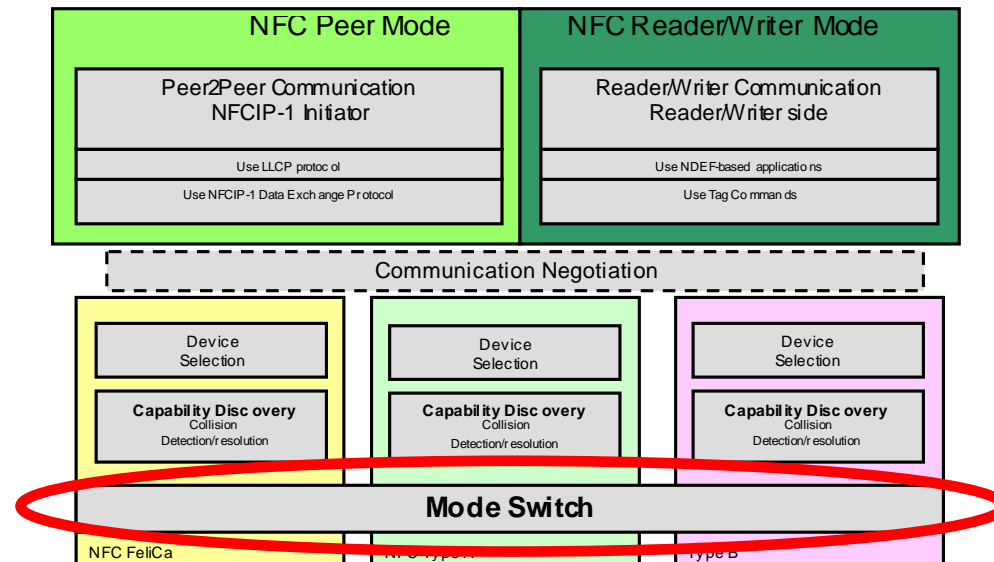 NFC Peer Mode
NFC Reader/Writer Mode
Peer2Peer Communication
NFCIP-1 Initiator
Use LLCP protocol
Use NFCIP-1 Data Exchange Protocol
Reader/Writer Communication
Reader/Writer side
Use NDEF-based applications
Use Tag Commands
Communication Negotiation
Device
Selection
Device
Selection
Device
Selection
Capability Discovery
Collision
Detection/resolution
Capability Discovery
Collision
Detection/resolution
Capability Discovery
Collision
Detection/resolution
Mode Switch
NFC FeliCa
NFC Type A
Type B